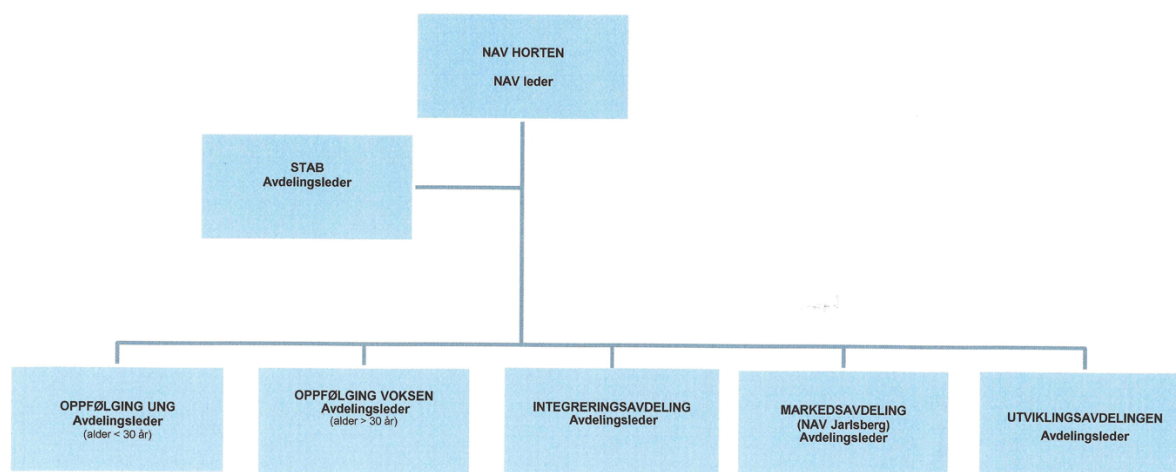 NAV HORTEN
NAV leder
STAB
Avdelingsleder
OPPFØLGING UNG
Avdelingsleder
(alder < 30 år)
OPPFØLGING VOKSEN
Avdelingsleder
(alder > 30 år)
INTEGRERINGSAVDELING
Avdelingsleder
MARKEDSAVDELING
(NAV Jarlsberg)
Avdelingsleder
UTVIKLINGSAVDELINGEN
Avdelingsleder